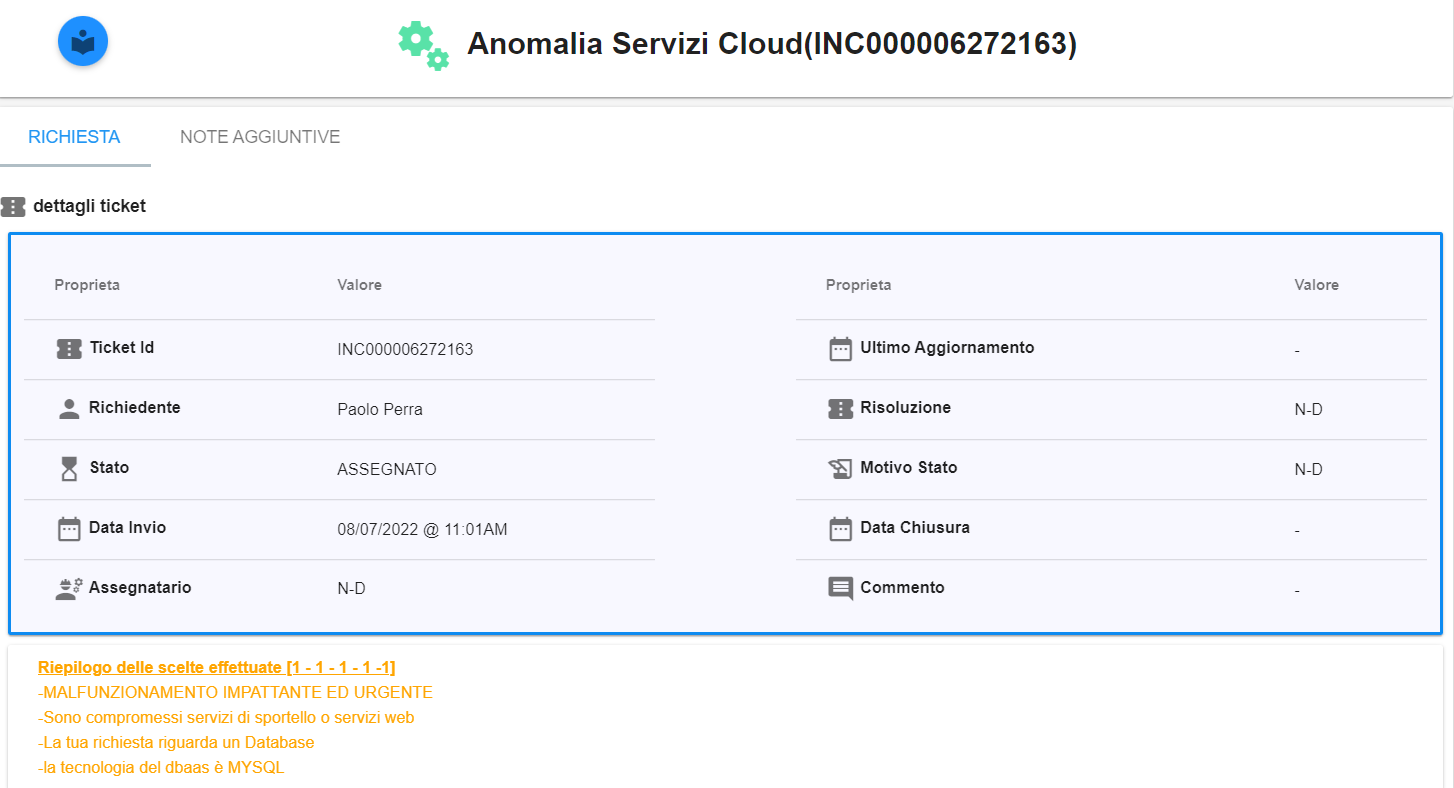 Anomalia Servizi Cloud(INC000006272163)
RICHIESTA NOTE AGGIUNTIVE
dettagli ticket
Proprieta Valore Proprieta Valore
Ticket Id INC000006272163 Ultimo Aggiornamento -
Richiedente Paolo Perra Risoluzione N-D
Stato ASSEGNATO Motivo Stato N-D
Data Invio 08/07/2022 @ 11:01AM Data Chiusura -
Assegnatario N-D Commento -
Riepilogo delle scelte effettuate [1 - 1 - 1 - 1 -1]
-MALFUNZIONAMENTO IMPATTANTE ED URGENTE
-Sono compromessi servizi di sportello o servizi web
-La tua richiesta riguarda un Database
-la tecnologia del dbaas è MYSQL